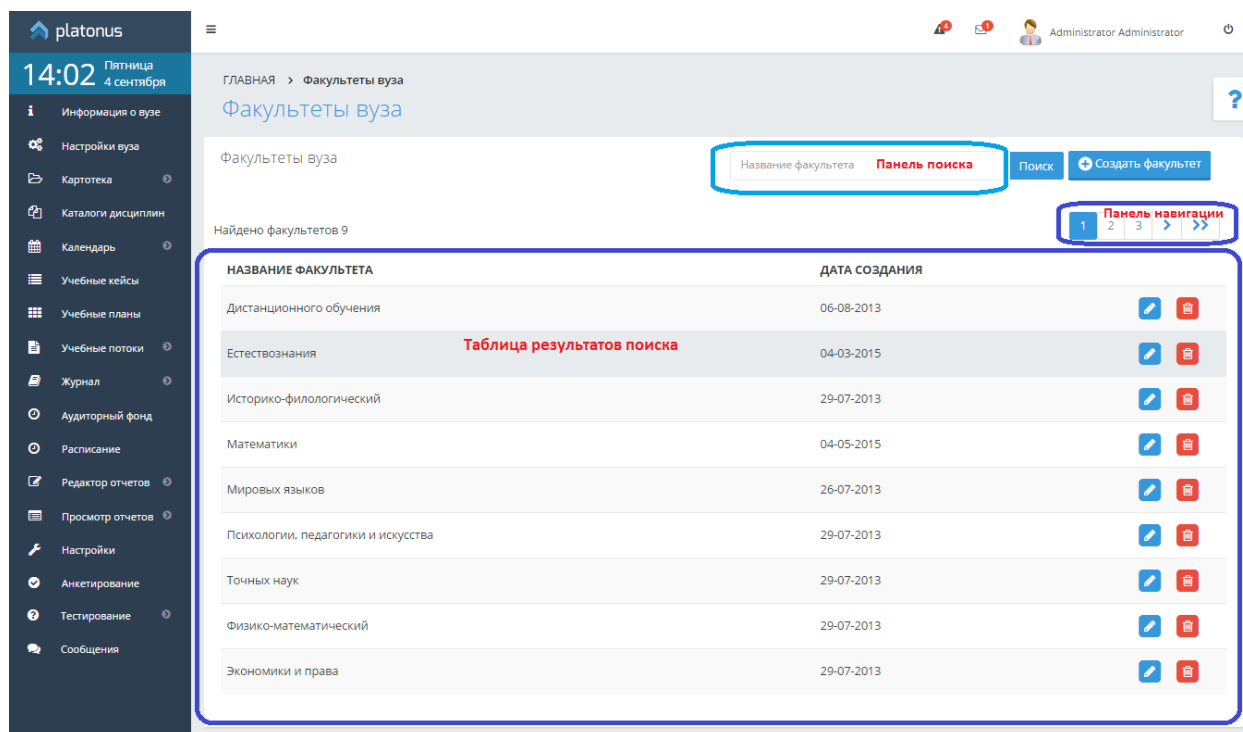 platonus
Administrator Administrator
14:02 Пятница
4 сентября
Информация о вузе
Настройки вуза
Картотека
Каталоги дисциплин
Календарь
Учебные кейсы
Учебные планы
Учебные потоки
Журнал
Аудиторный фонд
Расписание
Редактор отчетов
Просмотр отчетов
Настройки
Анкетирование
Тестирование
Сообщения
ГЛАВНАЯ > Факультеты вуза
Факультеты вуза
?
Факультеты вуза
Название факультета Панель поиска Поиск Создать факультет
Панель навигации
Найдено факультетов 9
1 2 3 > >>
НАЗВАНИЕ ФАКУЛЬТЕТА ДАТА СОЗДАНИЯ
Дистанционного обучения 06-08-2013
Таблица результатов поиска
Естествознания 04-03-2015
Историко-филологический 29-07-2013
Математики 04-05-2015
Мировых языков 26-07-2013
Психологии, педагогики и искусства 29-07-2013
Точных наук 29-07-2013
Физико-математический 29-07-2013
Экономики и права 29-07-2013